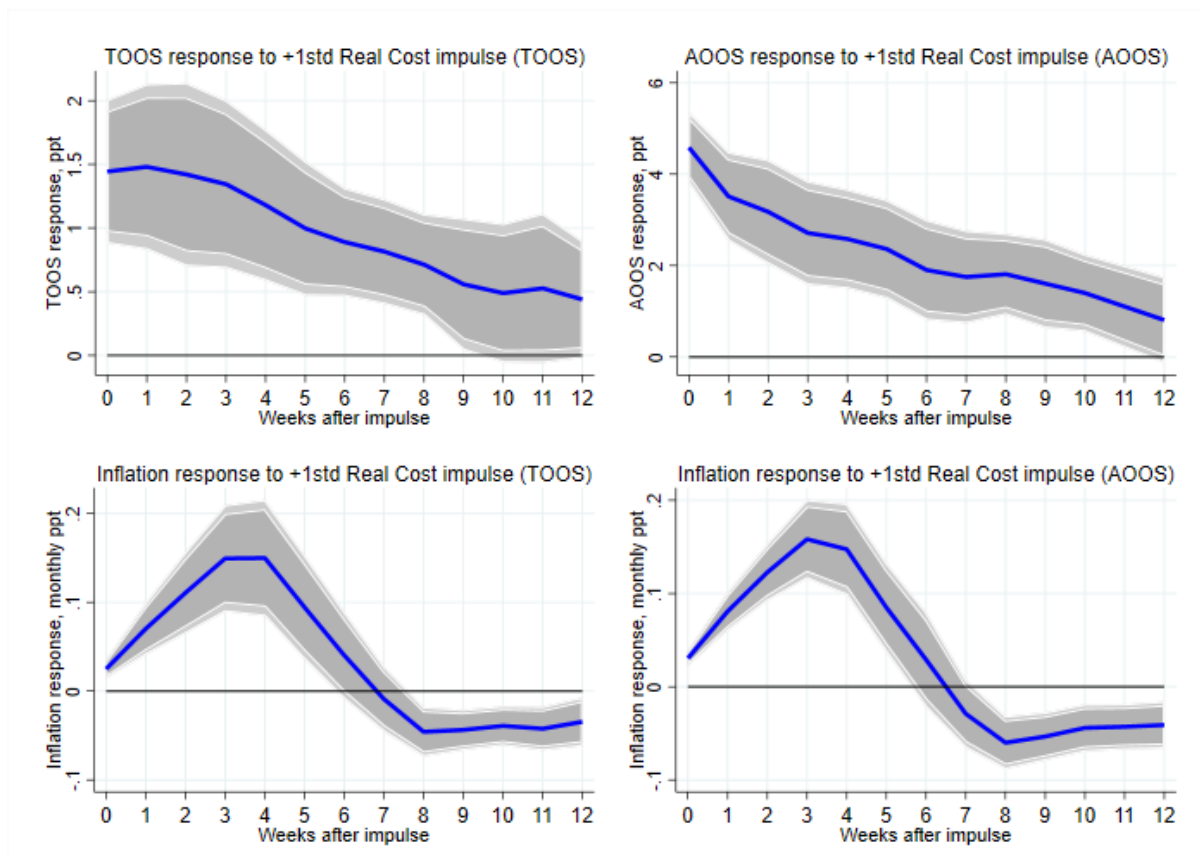 TOOS response to +1std Real Cost impulse (TOOS)
TOOS response, ppt
2
1.5
1
.5
0
0 1 2 3 4 5 6 7 8 9 10 11 12
Weeks after impulse
AOOS response to +1std Real Cost impulse (AOOS)
AOOS response, ppt
6
4
2
0
0 1 2 3 4 5 6 7 8 9 10 11 12
Weeks after impulse
Inflation response to +1std Real Cost impulse (TOOS)
Inflation response, monthly ppt
.2
.1
0
-.1
0 1 2 3 4 5 6 7 8 9 10 11 12
Weeks after impulse
Inflation response to +1std Real Cost impulse (AOOS)
Inflation response, monthly ppt
.2
.1
0
-.1
0 1 2 3 4 5 6 7 8 9 10 11 12
Weeks after impulse